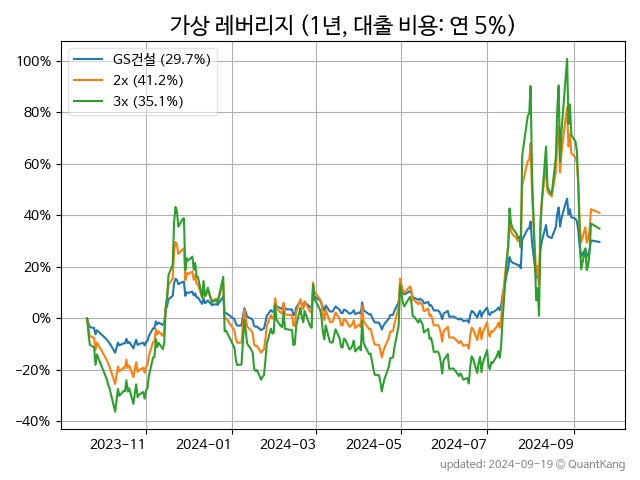 가상 레버리지 (1년, 대출 비용: 연 5%)
GS건설 (29.7%)
2x (41.2%)
3x (35.1%)
100%
80%
60%
40%
20%
0%
−20%
−40%
2023-11
2024-01
2024-03
2024-05
2024-07
2024-09
updated: 2024-09-19 © QuantKang